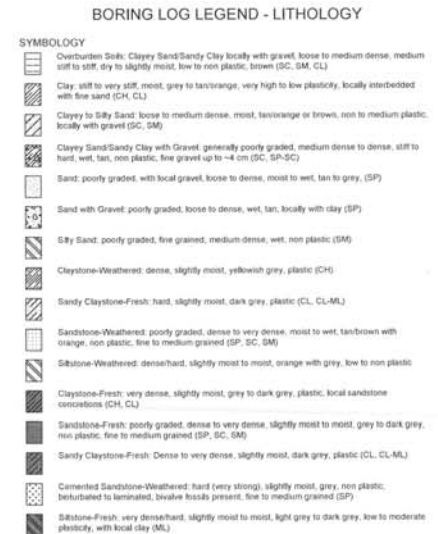 BORING LOG LEGEND - LITHOLOGY
SYMBOLOGY
Overburden Soils: Clayey Sand/Sandy Clay locally with gravel, loose to medium dense, medium
stiff to stiff, dry to slightly moist, low to non plastic, brown (SC, SM, CL)
Clay: stiff to very stiff, moist, grey to tan/orange, very high to low plasticity, locally interbedded
with fine sand (CH, CL)
Clayey to Silty Sand: loose to medium dense, moist, tan/orange or brown, non to medium plastic,
locally with gravel (SC, SM)
Clayey Sand/Sandy Clay with Gravel: generally poorly graded, medium dense to dense, stiff to
hard, wet, tan, non plastic, fine gravel up to ~4 cm (SC, SP-SC)
Sand: poorly graded, with local gravel, loose to dense, moist to wet, tan to grey, (SP)
Sand with Gravel: poorly graded, loose to dense, wet, tan, locally with clay (SP)
Silty Sand: poorly graded, fine grained, medium dense, wet, non plastic (SM)
Claystone-Weathered: dense, slightly moist, yellowish grey, plastic (CH)
Sandy Claystone-Fresh: hard, slightly moist, dark grey, plastic (CL, CL-ML)
Sandstone-Weathered: poorly graded, dense to very dense, moist to wet, tan/brown with
orange, non plastic, fine to medium grained (SP, SC, SM)
Siltstone-Weathered: dense/hard, slightly moist to moist, orange with grey, low to non plastic
Claystone-Fresh: very dense, slightly moist, grey to dark grey, plastic, local sandstone
concretions (CH, CL)
Sandstone-Fresh: poorly graded, dense to very dense, slightly moist to moist, grey to dark grey,
non plastic, fine to medium grained (SP, SC, SM)
Sandy Claystone-Fresh: Dense to very dense, slightly moist, dark grey, plastic (CL, CL-ML)
Cemented Sandstone-Weathered: hard (very strong), slightly moist, grey, non plastic,
bioturbated to laminated, bivalve fossils present, fine to medium grained (SP)
Siltstone-Fresh: very dense/hard, slightly moist to moist, light grey to dark grey, low to moderate
plasticity, with local clay (ML)